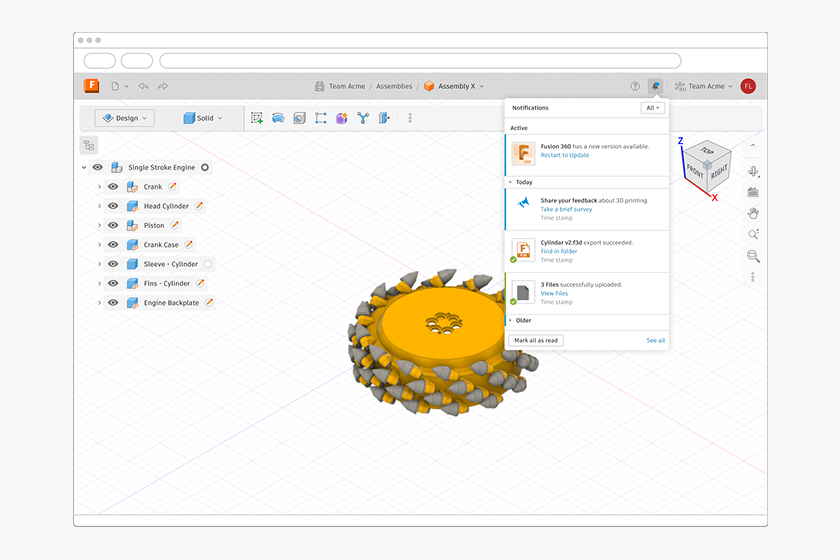 F
Team Acme / Assemblies / Assembly X
Team Acme
FL
Design
Solid
Notifications
All
Active
Fusion 360 has a new version available.
Restart to Update
Today
Share your feedback about 3D printing.
Take a brief survey
Time stamp
Cylindar v2.f3d export succeeded.
Find in folder
Time stamp
3 Files successfully uploaded.
View Files
Time stamp
Older
Mark all as read
See all
Single Stroke Engine
Crank
Head Cylinder
Piston
Crank Case
Sleeve - Cylinder
Fins - Cylinder
Engine Backplate
Z
TOP
FRONT
RIGHT
X